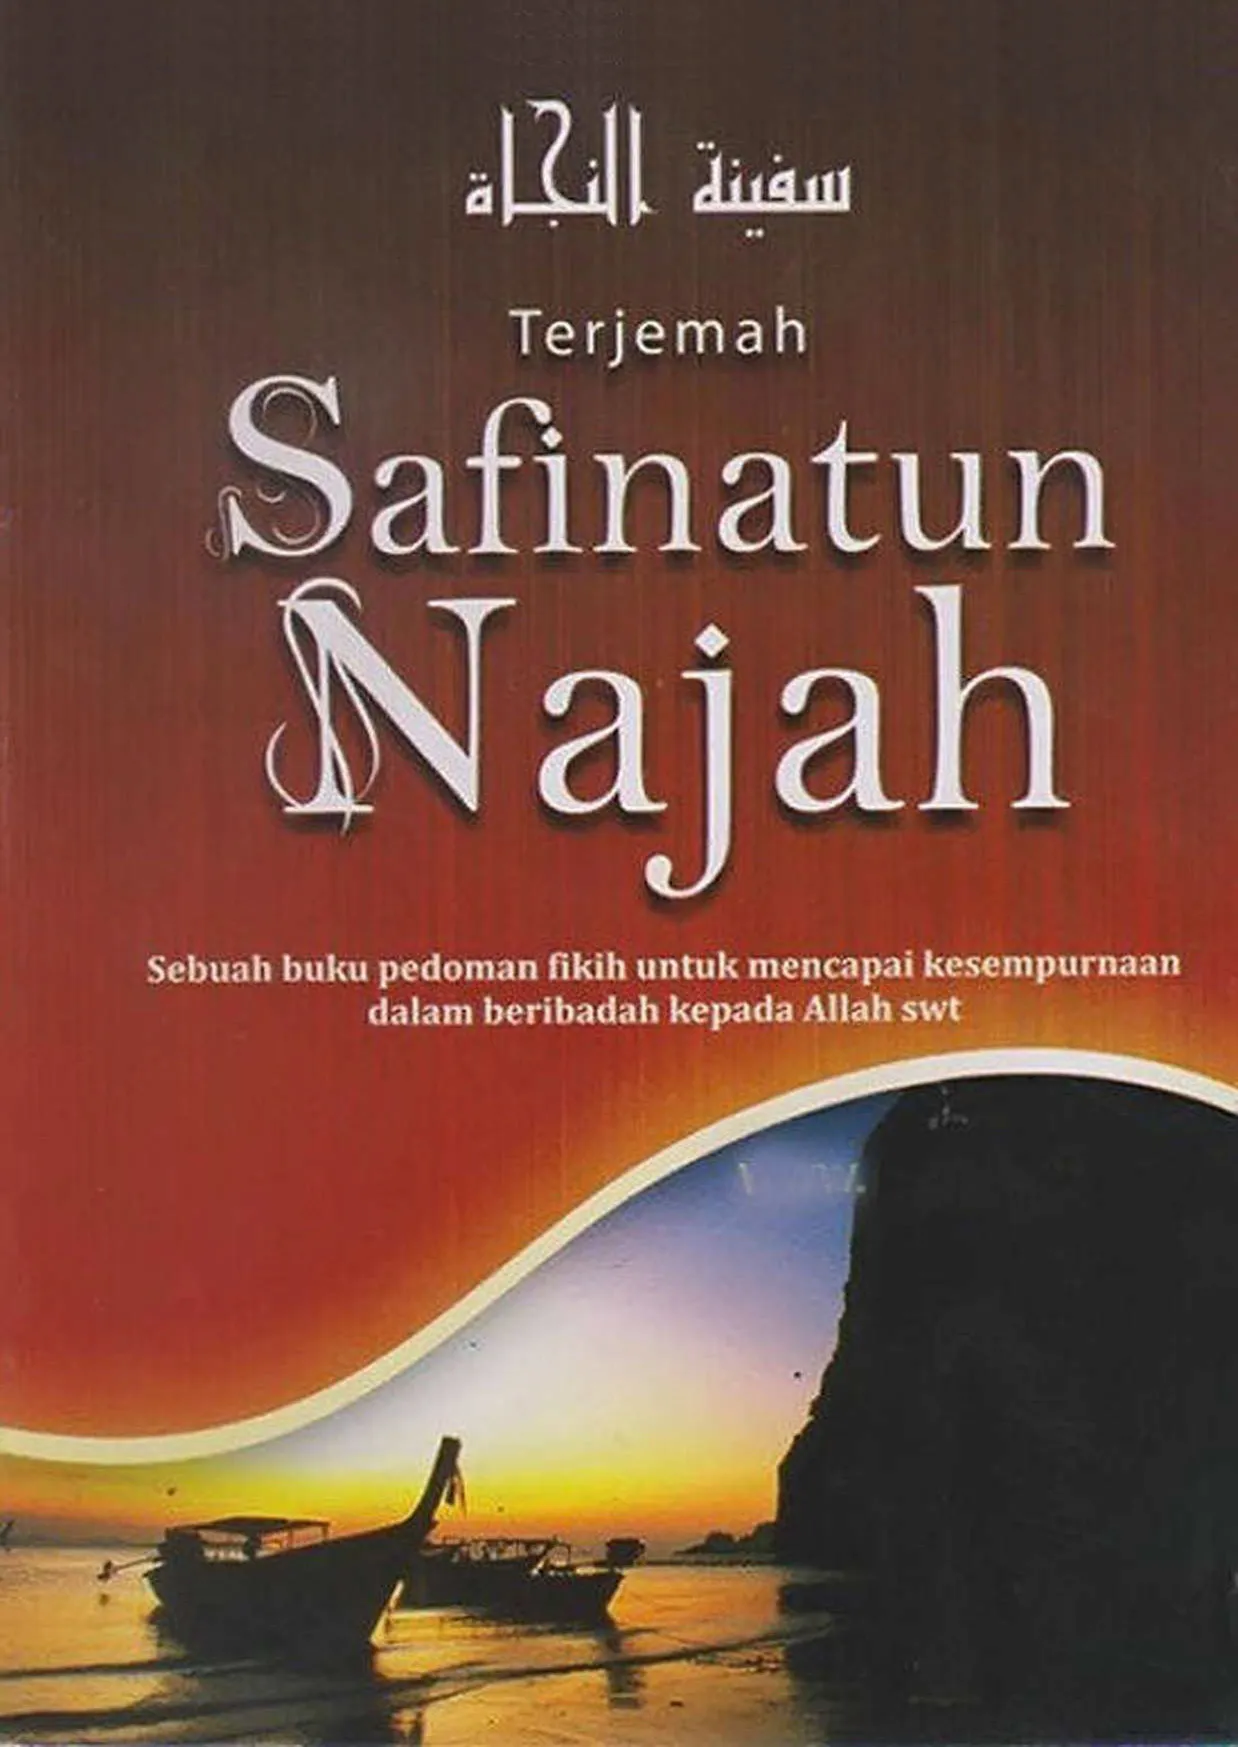 سفينة النجاة
Terjemah
Safinatun
Najah
Sebuah buku pedoman fikih untuk mencapai kesempurnaan
dalam beribadah kepada Allah swt